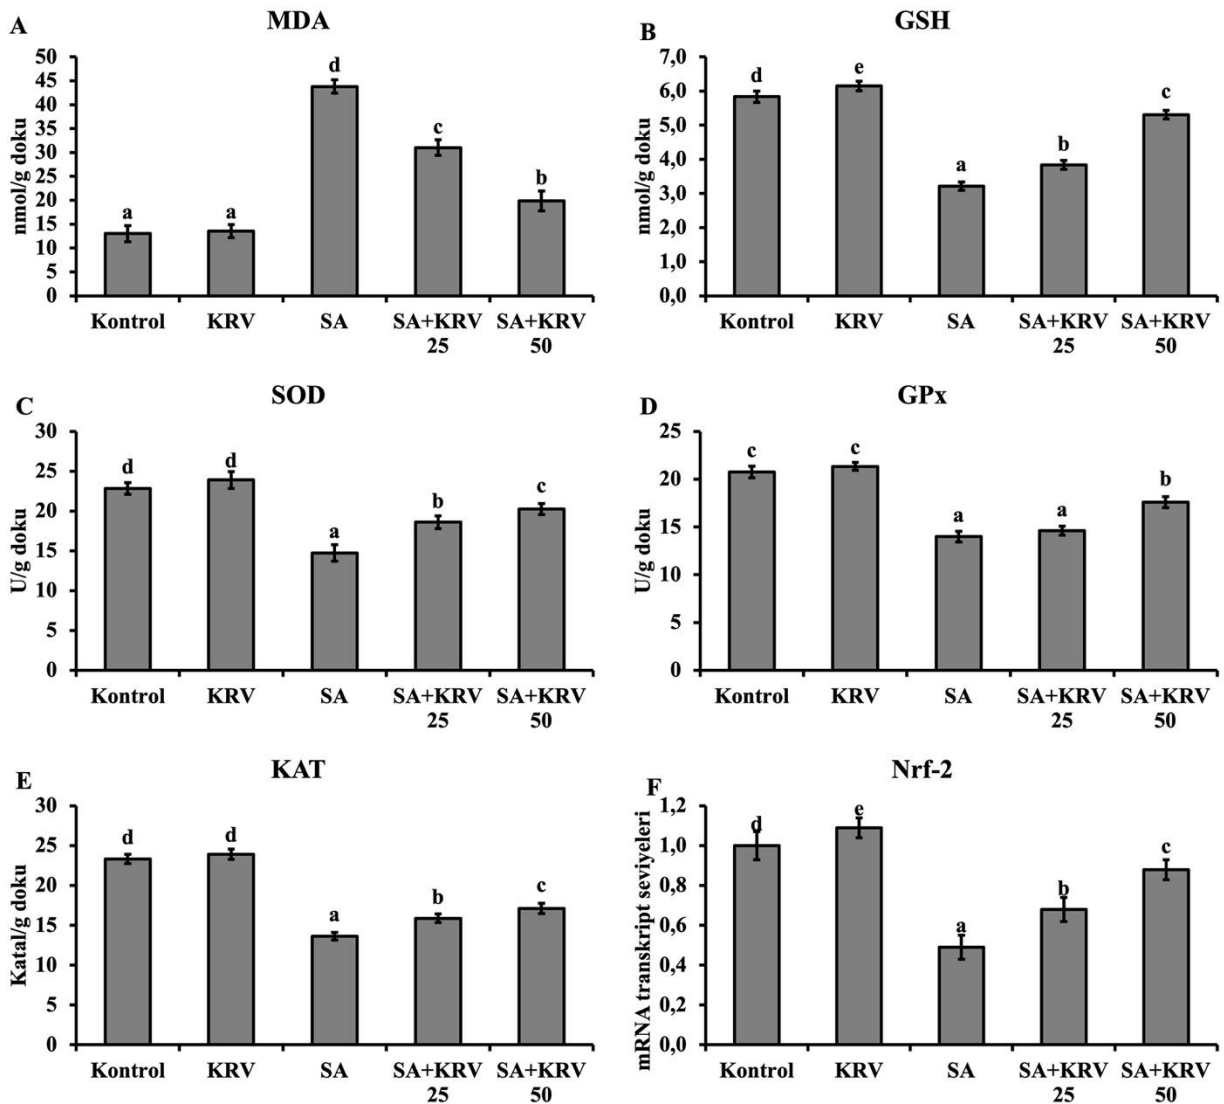 A
MDA
nmol/g doku
50
45
40
35
30
25
20
15
10
5
0
a
a
d
c
b
Kontrol
KRV
SA
SA+KRV
25
SA+KRV
50
B
GSH
nmol/g doku
7,0
6,0
5,0
4,0
3,0
2,0
1,0
0,0
d
e
a
b
c
Kontrol
KRV
SA
SA+KRV
25
SA+KRV
50
C
SOD
U/g doku
30
25
20
15
10
5
0
d
d
a
b
c
Kontrol
KRV
SA
SA+KRV
25
SA+KRV
50
D
GPx
U/g doku
25
20
15
10
5
0
c
c
a
a
b
Kontrol
KRV
SA
SA+KRV
25
SA+KRV
50
E
KAT
Katal/g doku
30
25
20
15
10
5
0
d
d
a
b
c
Kontrol
KRV
SA
SA+KRV
25
SA+KRV
50
F
Nrf-2
mRNA transkript seviyeleri
1,2
1,0
0,8
0,6
0,4
0,2
0,0
d
e
a
b
c
Kontrol
KRV
SA
SA+KRV
25
SA+KRV
50